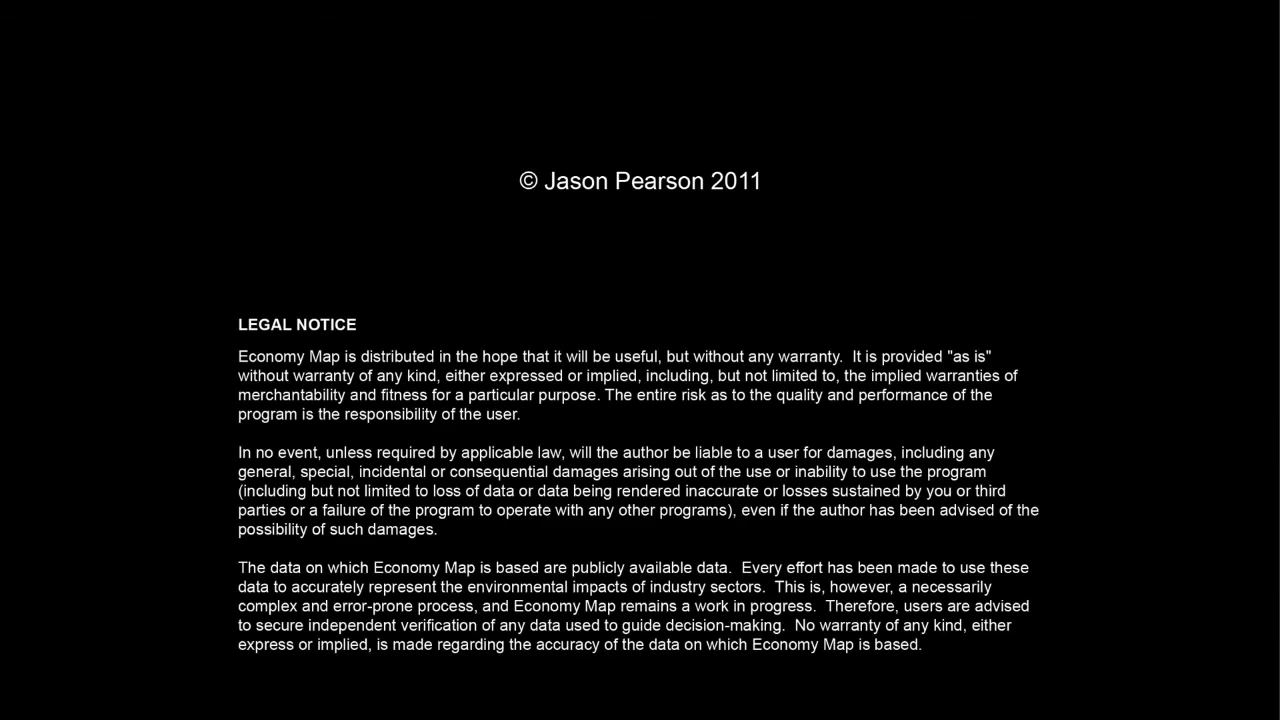 © Jason Pearson 2011
LEGAL NOTICE
Economy Map is distributed in the hope that it will be useful, but without any warranty.  It is provided "as is"
without warranty of any kind, either expressed or implied, including, but not limited to, the implied warranties of
merchantability and fitness for a particular purpose. The entire risk as to the quality and performance of the
program is the responsibility of the user.
In no event, unless required by applicable law, will the author be liable to a user for damages, including any
general, special, incidental or consequential damages arising out of the use or inability to use the program
(including but not limited to loss of data or data being rendered inaccurate or losses sustained by you or third
parties or a failure of the program to operate with any other programs), even if the author has been advised of the
possibility of such damages.
The data on which Economy Map is based are publicly available data.  Every effort has been made to use these
data to accurately represent the environmental impacts of industry sectors.  This is, however, a necessarily
complex and error-prone process, and Economy Map remains a work in progress.  Therefore, users are advised
to secure independent verification of any data used to guide decision-making.  No warranty of any kind, either
express or implied, is made regarding the accuracy of the data on which Economy Map is based.